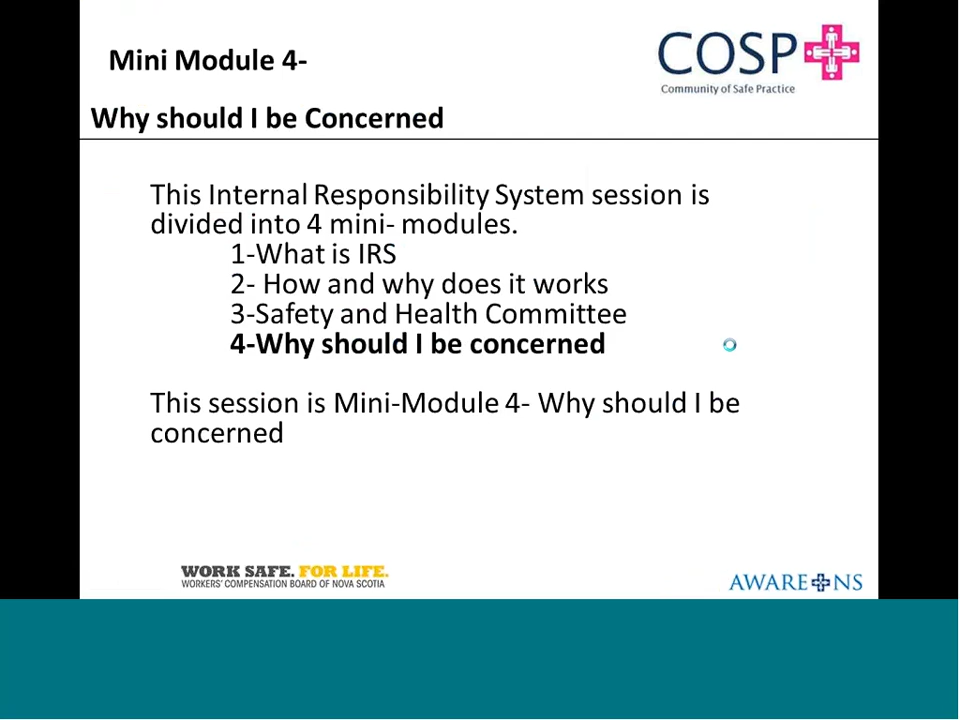 Mini Module 4-
COSP
Community of Safe Practice
Why should I be Concerned
This Internal Responsibility System session is
divided into 4 mini- modules.
1-What is IRS
2- How and why does it works
3-Safety and Health Committee
4-Why should I be concerned
This session is Mini-Module 4- Why should I be
concerned
WORK SAFE. FOR LIFE.
WORKERS' COMPENSATION BOARD OF NOVA SCOTIA
AWARE NS